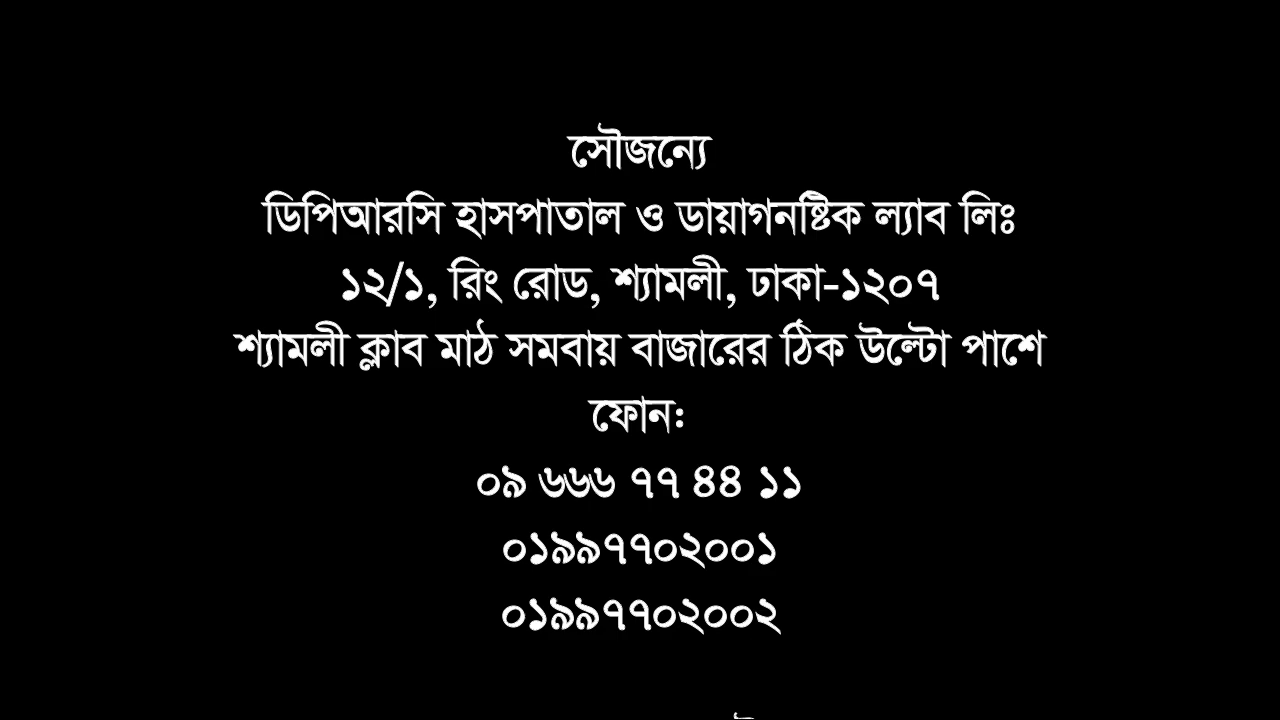 সৌজন্যে
ডিপিআরসি হাসপাতাল ও ডায়াগনষ্টিক ল্যাব লিঃ
১২/১, রিং রোড, শ্যামলী, ঢাকা-১২০৭
শ্যামলী ক্লাব মাঠ সমবায় বাজারের ঠিক উল্টো পাশে
ফোনঃ
০৯ ৬৬৬ ৭৭ ৪৪ ১১
০১৯৯৭৭০২০০১
০১৯৯৭৭০২০০২